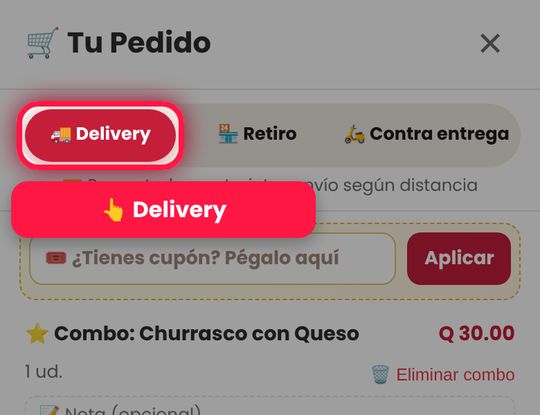 Tu Pedido
Delivery Retiro Contra entrega
envío según distancia
Delivery
¿Tienes cupón? Pégalo aquí Aplicar
Combo: Churrasco con Queso Q 30.00
1 ud. Eliminar combo
Nota (opcional)